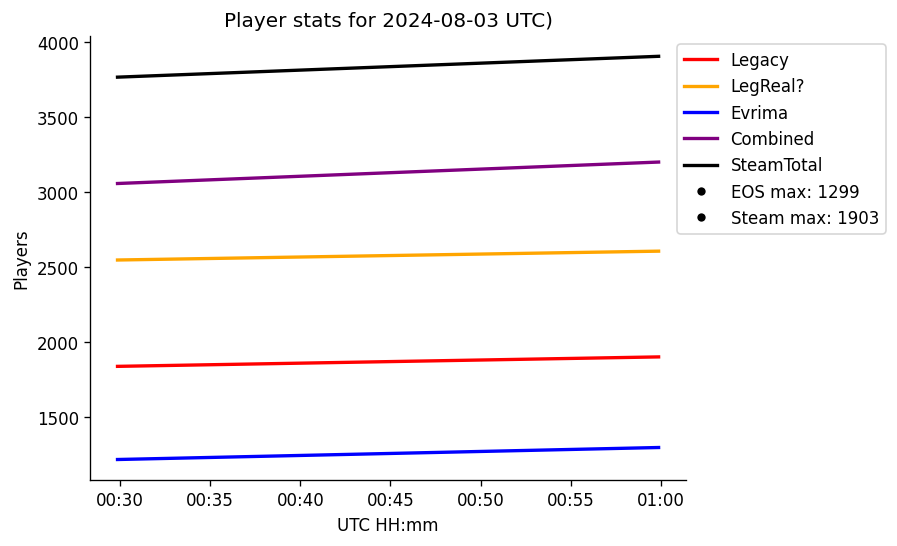 Player stats for 2024-08-03 UTC)
4000
3500
3000
2500
2000
1500
Players
00:30 00:35 00:40 00:45 00:50 00:55 01:00
UTC HH:mm
Legacy
LegReal?
Evrima
Combined
SteamTotal
EOS max: 1299
Steam max: 1903